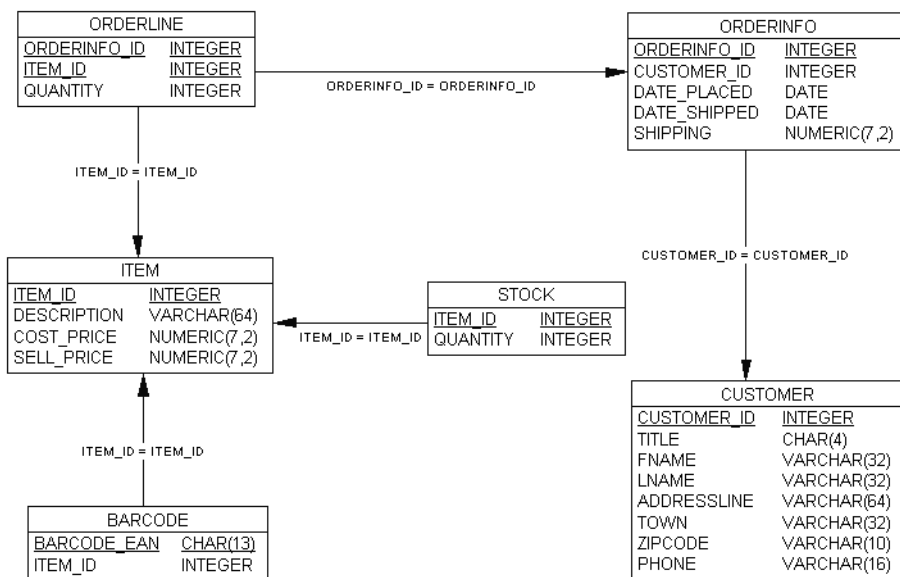 ORDERLINE
ORDERINFO_ID INTEGER
ITEM_ID INTEGER
QUANTITY INTEGER
ORDERINFO_ID = ORDERINFO_ID
ORDERINFO
ORDERINFO_ID INTEGER
CUSTOMER_ID INTEGER
DATE_PLACED DATE
DATE_SHIPPED DATE
SHIPPING NUMERIC(7,2)
ITEM_ID = ITEM_ID
CUSTOMER_ID = CUSTOMER_ID
ITEM
ITEM_ID INTEGER
DESCRIPTION VARCHAR(64)
COST_PRICE NUMERIC(7,2)
SELL_PRICE NUMERIC(7,2)
ITEM_ID = ITEM_ID
STOCK
ITEM_ID INTEGER
QUANTITY INTEGER
ITEM_ID = ITEM_ID
BARCODE
BARCODE_EAN CHAR(13)
ITEM_ID INTEGER
CUSTOMER
CUSTOMER_ID INTEGER
TITLE CHAR(4)
FNAME VARCHAR(32)
LNAME VARCHAR(32)
ADDRESSLINE VARCHAR(64)
TOWN VARCHAR(32)
ZIPCODE VARCHAR(10)
PHONE VARCHAR(16)